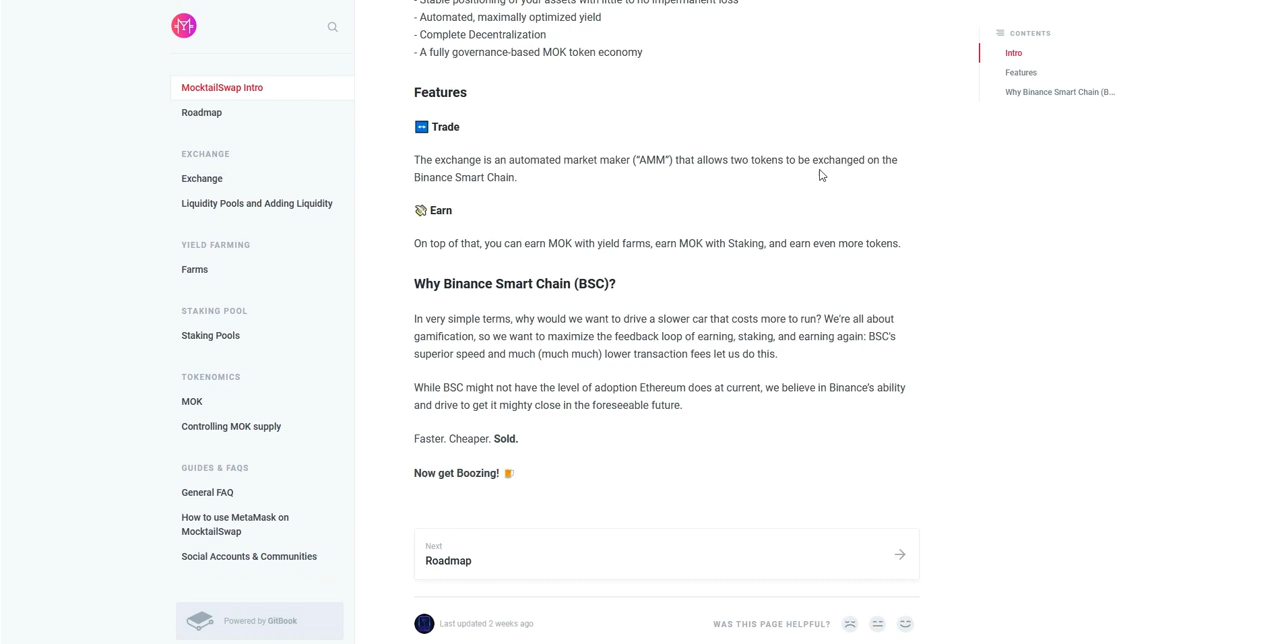 MocktailSwap Intro
Roadmap
EXCHANGE
Exchange
Liquidity Pools and Adding Liquidity
YIELD FARMING
Farms
STAKING POOL
Staking Pools
TOKENOMICS
MOK
Controlling MOK supply
GUIDES & FAQS
General FAQ
How to use MetaMask on
MocktailSwap
Social Accounts & Communities
Powered by GitBook
- Stable positioning of your assets with little to no impermanent loss
- Automated, maximally optimized yield
- Complete Decentralization
- A fully governance-based MOK token economy
Features
Trade
The exchange is an automated market maker (“AMM”) that allows two tokens to be exchanged on the
Binance Smart Chain.
Earn
On top of that, you can earn MOK with yield farms, earn MOK with Staking, and earn even more tokens.
Why Binance Smart Chain (BSC)?
In very simple terms, why would we want to drive a slower car that costs more to run? We're all about
gamification, so we want to maximize the feedback loop of earning, staking, and earning again: BSC's
superior speed and much (much much) lower transaction fees let us do this.
While BSC might not have the level of adoption Ethereum does at current, we believe in Binance’s ability
and drive to get it mighty close in the foreseeable future.
Faster. Cheaper. Sold.
Now get Boozing!
Next
Roadmap
Last updated 2 weeks ago
WAS THIS PAGE HELPFUL?
CONTENTS
Intro
Features
Why Binance Smart Chain (B...